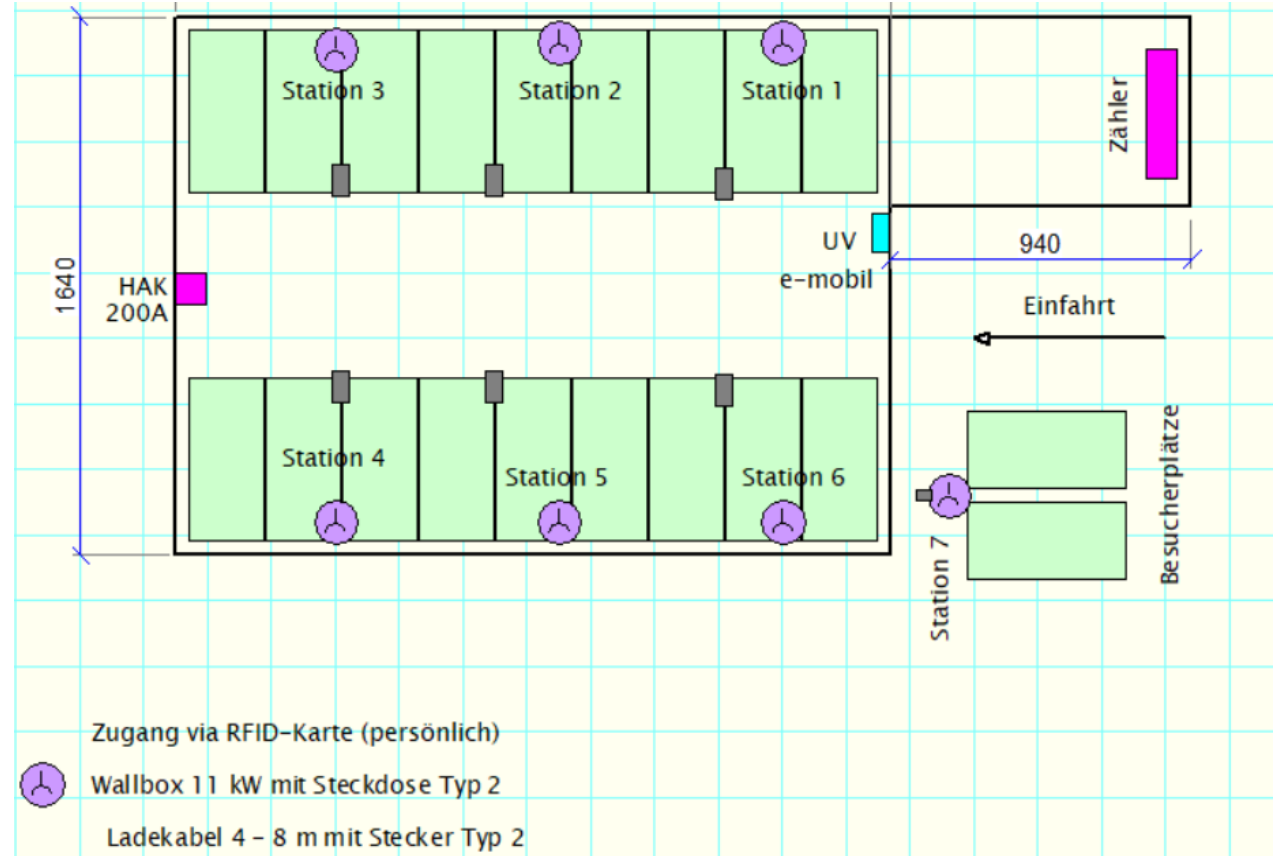 Station 3
Station 2
Station 1
Zähler
UV
e-mobil
940
1640
HAK
200A
Einfahrt
Station 4
Station 5
Station 6
Station 7
Besucherplätze
Zugang via RFID-Karte (persönlich)
Wallbox 11 kW mit Steckdose Typ 2
Ladekabel 4 - 8 m mit Stecker Typ 2